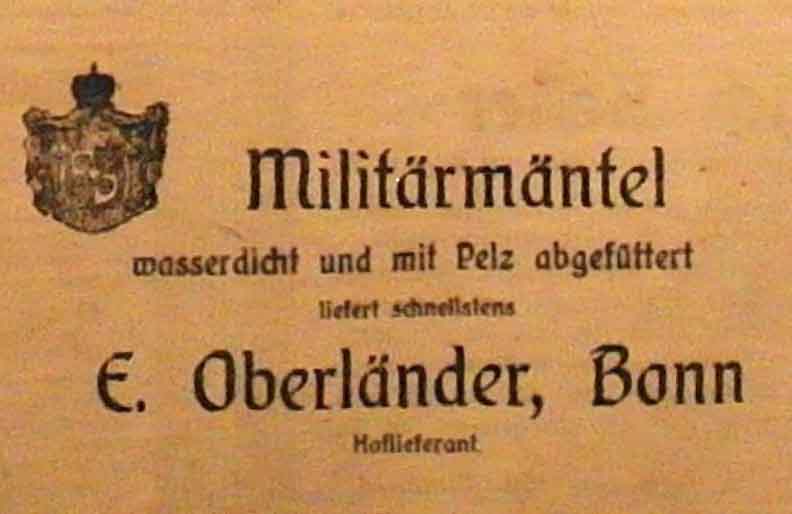 Militärmäntel
wasserdicht und mit Pelz abgefüttert
liefert schnellstens
E. Oberländer, Bonn
Hoflieferant